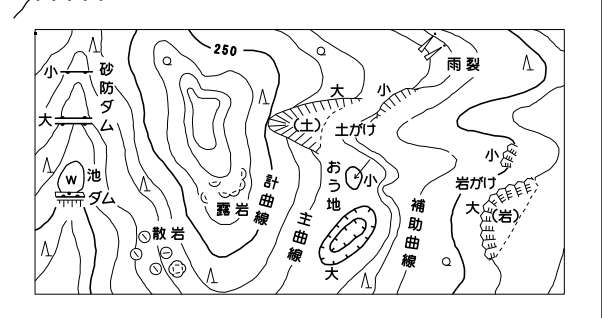 250
雨裂
小
砂防ダム
大
小
大
(土)
土がけ
小
池ダム
W
おう地
小
岩がけ
大
(岩)
露岩
計曲線
主曲線
補助曲線
散岩
大